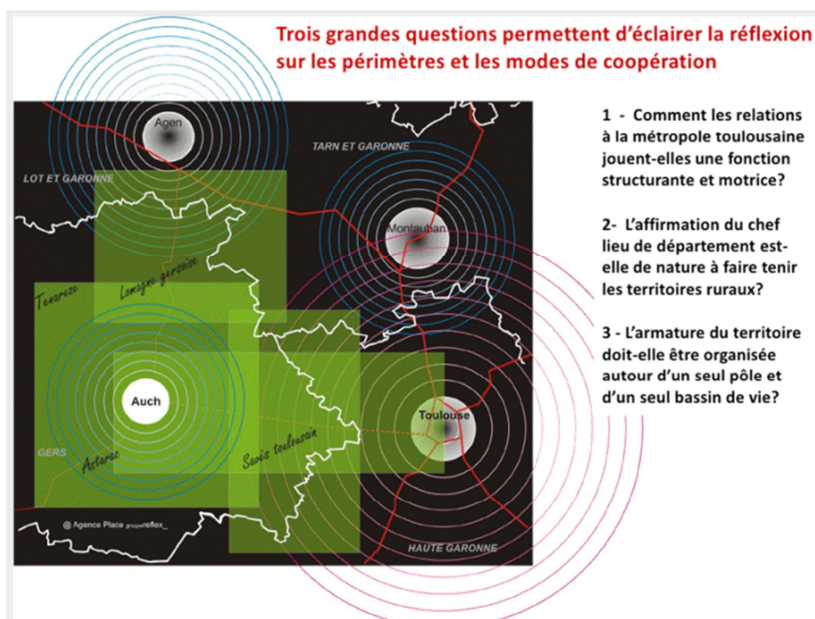 Trois grandes questions permettent d'éclairer la réflexion
sur les périmètres et les modes de coopération
1 - Comment les relations
à la métropole toulousaine
jouent-elles une fonction
structurante et motrice?
2- L'affirmation du chef
lieu de département est-
elle de nature à faire tenir
les territoires ruraux?
3 - L'armature du territoire
doit-elle être organisée
autour d'un seul pôle et
d'un seul bassin de vie?
Agen
TARN ET GARONNE
LOT ET GARONNE
Montauban
Lomagne gersoise
Tenareze
Auch
Toulouse
GERS
Astarac
Savès toulousain
@ Agence Place groupereflex_
HAUTE GARONNE